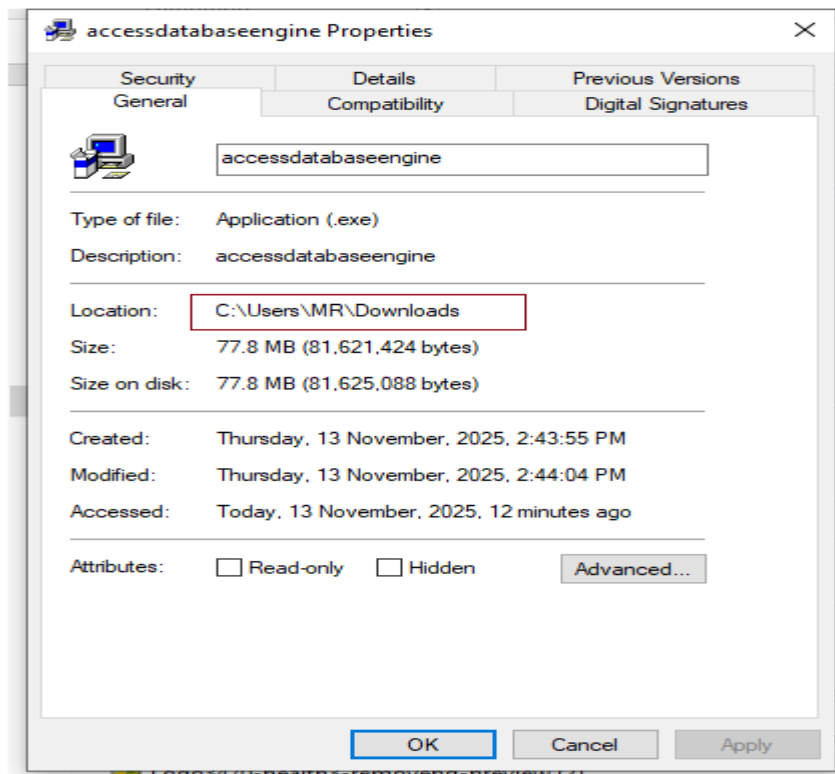 accessdatabaseengine Properties
Security Details Previous Versions
General Compatibility Digital Signatures
accessdatabaseengine
Type of file: Application (.exe)
Description: accessdatabaseengine
Location: C:\Users\MR\Downloads
Size: 77.8 MB (81,621,424 bytes)
Size on disk: 77.8 MB (81,625,088 bytes)
Created: Thursday, 13 November, 2025, 2:43:55 PM
Modified: Thursday, 13 November, 2025, 2:44:04 PM
Accessed: Today, 13 November, 2025, 12 minutes ago
Attributes: Read-only Hidden Advanced...
OK Cancel Apply